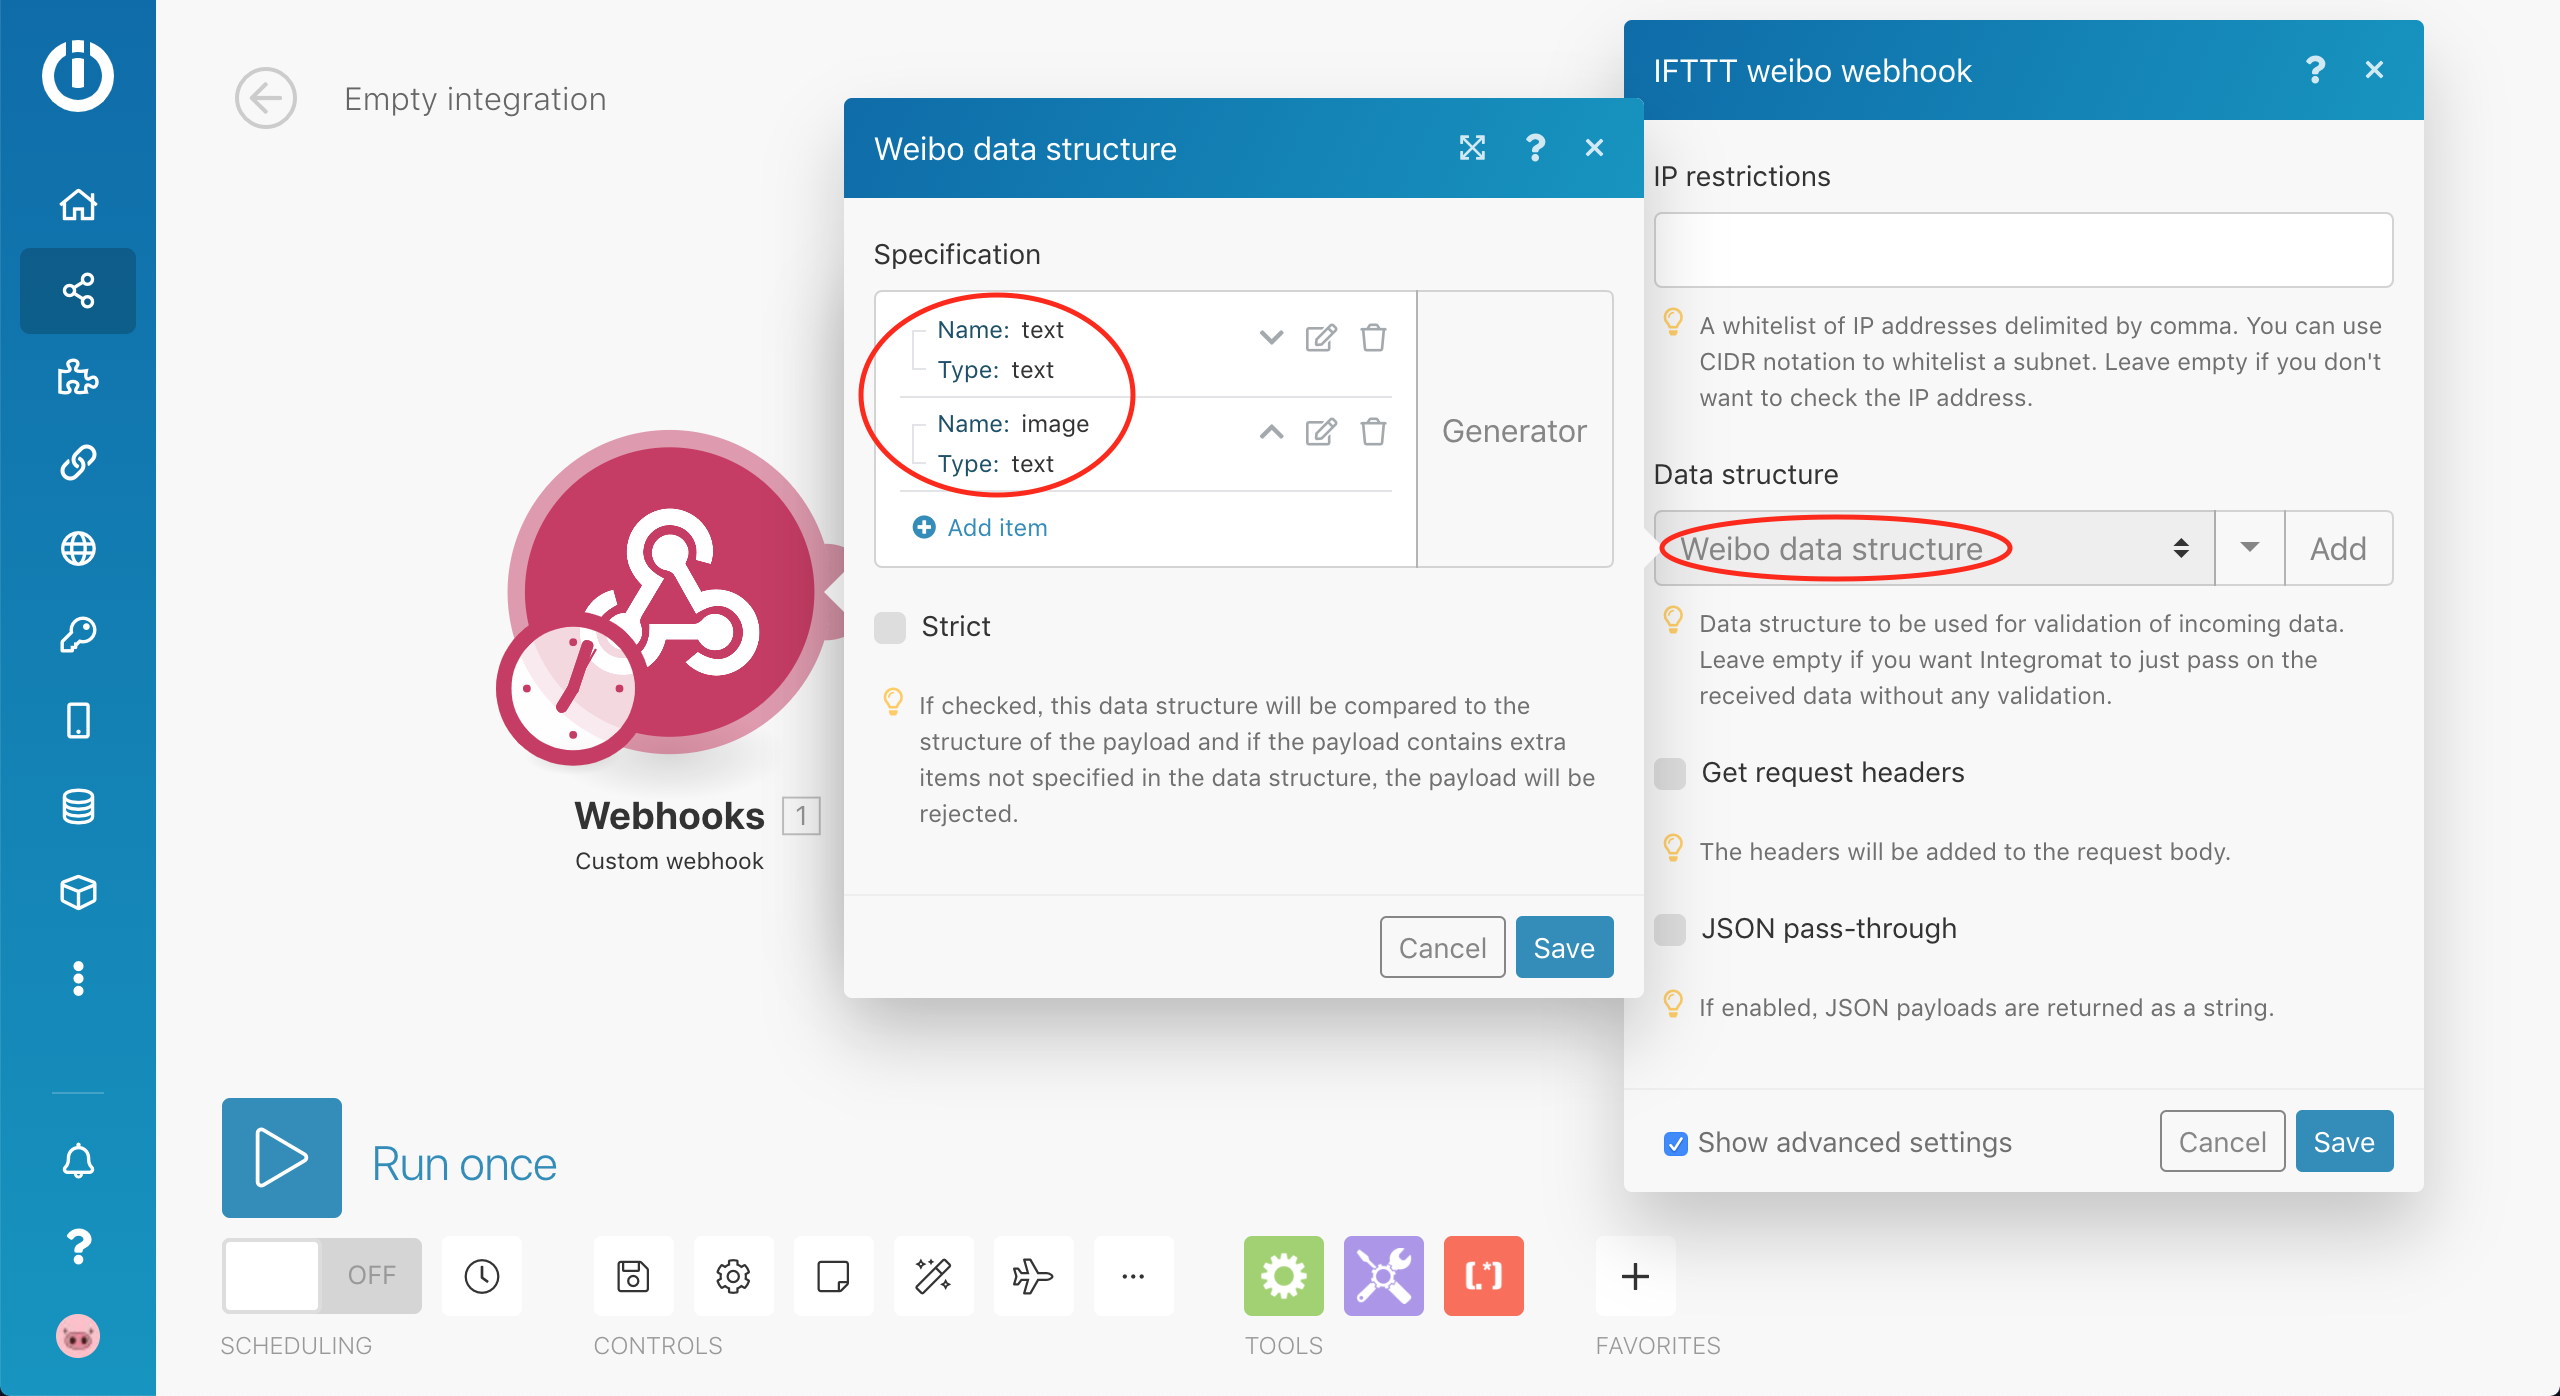 Empty integration
Webhooks 1
Custom webhook
Weibo data structure ? ×
Specification
Name: text
Type: text
Name: image
Type: text
Add item
Generator
Strict
If checked, this data structure will be compared to the
structure of the payload and if the payload contains extra
items not specified in the data structure, the payload will be
rejected.
Cancel Save
IFTTT weibo webhook ? ×
IP restrictions
A whitelist of IP addresses delimited by comma. You can use
CIDR notation to whitelist a subnet. Leave empty if you don't
want to check the IP address.
Data structure
Weibo data structure Add
Data structure to be used for validation of incoming data.
Leave empty if you want Integromat to just pass on the
received data without any validation.
Get request headers
The headers will be added to the request body.
JSON pass-through
If enabled, JSON payloads are returned as a string.
Show advanced settings Cancel Save
Run once
OFF
SCHEDULING CONTROLS TOOLS FAVORITES